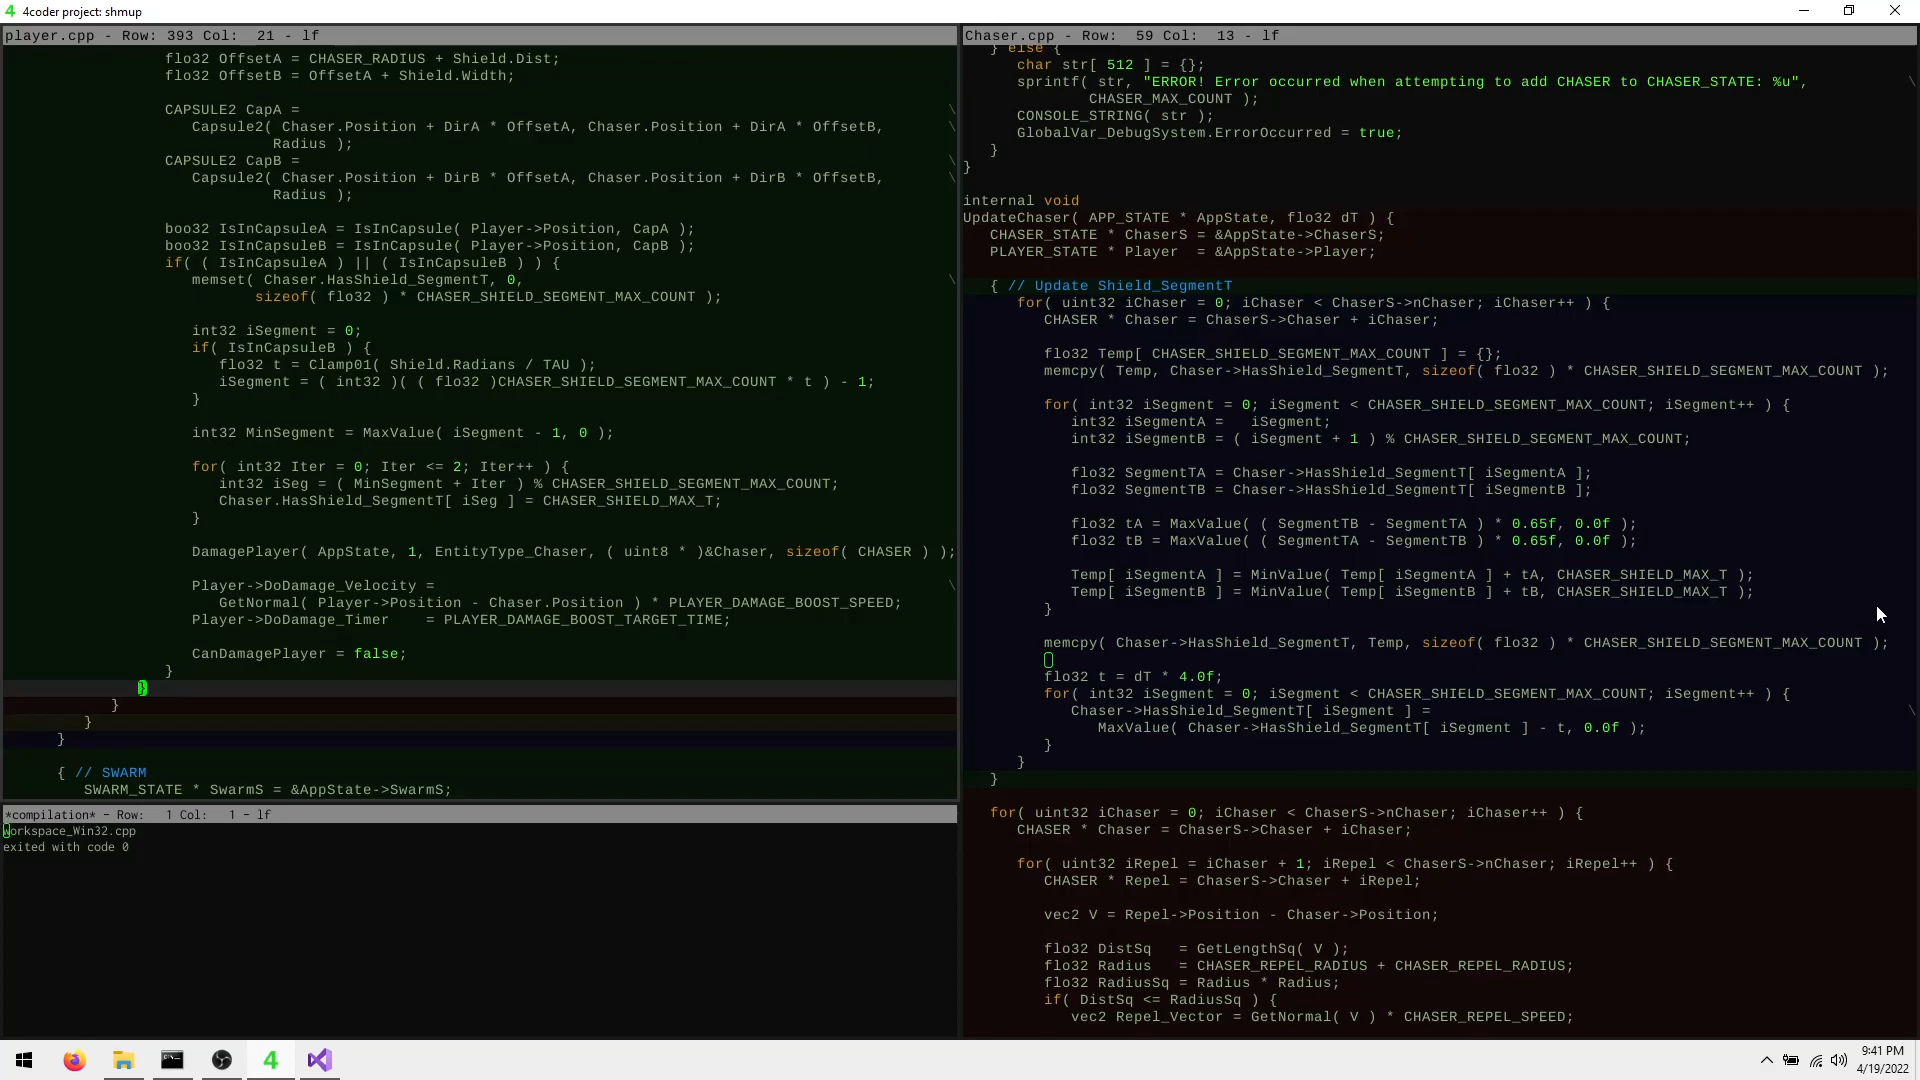 4 4coder project: shmup
player.cpp - Row: 393 Col:  21 - lf
flo32 OffsetA = CHASER_RADIUS + Shield.Dist;
flo32 OffsetB = OffsetA + Shield.Width;
CAPSULE2 CapA = \
Capsule2( Chaser.Position + DirA * OffsetA, Chaser.Position + DirA * OffsetB, \
Radius );
CAPSULE2 CapB = \
Capsule2( Chaser.Position + DirB * OffsetA, Chaser.Position + DirB * OffsetB, \
Radius );
boo32 IsInCapsuleA = IsInCapsule( Player->Position, CapA );
boo32 IsInCapsuleB = IsInCapsule( Player->Position, CapB );
if( ( IsInCapsuleA ) || ( IsInCapsuleB ) ) {
memset( Chaser.HasShield_SegmentT, 0, \
sizeof( flo32 ) * CHASER_SHIELD_SEGMENT_MAX_COUNT );
int32 iSegment = 0;
if( IsInCapsuleB ) {
flo32 t = Clamp01( Shield.Radians / TAU );
iSegment = ( int32 )( ( flo32 )CHASER_SHIELD_SEGMENT_MAX_COUNT * t ) - 1;
}
int32 MinSegment = MaxValue( iSegment - 1, 0 );
for( int32 Iter = 0; Iter <= 2; Iter++ ) {
int32 iSeg = ( MinSegment + Iter ) % CHASER_SHIELD_SEGMENT_MAX_COUNT;
Chaser.HasShield_SegmentT[ iSeg ] = CHASER_SHIELD_MAX_T;
}
DamagePlayer( AppState, 1, EntityType_Chaser, ( uint8 * )&Chaser, sizeof( CHASER ) );
Player->DoDamage_Velocity = \
GetNormal( Player->Position - Chaser.Position ) * PLAYER_DAMAGE_BOOST_SPEED;
Player->DoDamage_Timer    = PLAYER_DAMAGE_BOOST_TARGET_TIME;
CanDamagePlayer = false;
}
}
}
}
}
{ // SWARM
SWARM_STATE * SwarmS = &AppState->SwarmS;
*compilation* - Row:   1 Col:   1 - lf
workspace_Win32.cpp
exited with code 0
Chaser.cpp - Row:  59 Col:  13 - lf
} else {
char str[ 512 ] = {};
sprintf( str, "ERROR! Error occurred when attempting to add CHASER to CHASER_STATE: %u", \
CHASER_MAX_COUNT );
CONSOLE_STRING( str );
GlobalVar_DebugSystem.ErrorOccurred = true;
}
}
internal void
UpdateChaser( APP_STATE * AppState, flo32 dT ) {
CHASER_STATE * ChaserS = &AppState->ChaserS;
PLAYER_STATE * Player  = &AppState->Player;
{ // Update Shield_SegmentT
for( uint32 iChaser = 0; iChaser < ChaserS->nChaser; iChaser++ ) {
CHASER * Chaser = ChaserS->Chaser + iChaser;
flo32 Temp[ CHASER_SHIELD_SEGMENT_MAX_COUNT ] = {};
memcpy( Temp, Chaser->HasShield_SegmentT, sizeof( flo32 ) * CHASER_SHIELD_SEGMENT_MAX_COUNT );
for( int32 iSegment = 0; iSegment < CHASER_SHIELD_SEGMENT_MAX_COUNT; iSegment++ ) {
int32 iSegmentA =   iSegment;
int32 iSegmentB = ( iSegment + 1 ) % CHASER_SHIELD_SEGMENT_MAX_COUNT;
flo32 SegmentTA = Chaser->HasShield_SegmentT[ iSegmentA ];
flo32 SegmentTB = Chaser->HasShield_SegmentT[ iSegmentB ];
flo32 tA = MaxValue( ( SegmentTB - SegmentTA ) * 0.65f, 0.0f );
flo32 tB = MaxValue( ( SegmentTA - SegmentTB ) * 0.65f, 0.0f );
Temp[ iSegmentA ] = MinValue( Temp[ iSegmentA ] + tA, CHASER_SHIELD_MAX_T );
Temp[ iSegmentB ] = MinValue( Temp[ iSegmentB ] + tB, CHASER_SHIELD_MAX_T );
}
memcpy( Chaser->HasShield_SegmentT, Temp, sizeof( flo32 ) * CHASER_SHIELD_SEGMENT_MAX_COUNT );
flo32 t = dT * 4.0f;
for( int32 iSegment = 0; iSegment < CHASER_SHIELD_SEGMENT_MAX_COUNT; iSegment++ ) {
Chaser->HasShield_SegmentT[ iSegment ] = \
MaxValue( Chaser->HasShield_SegmentT[ iSegment ] - t, 0.0f );
}
}
}
for( uint32 iChaser = 0; iChaser < ChaserS->nChaser; iChaser++ ) {
CHASER * Chaser = ChaserS->Chaser + iChaser;
for( uint32 iRepel = iChaser + 1; iRepel < ChaserS->nChaser; iRepel++ ) {
CHASER * Repel = ChaserS->Chaser + iRepel;
vec2 V = Repel->Position - Chaser->Position;
flo32 DistSq   = GetLengthSq( V );
flo32 Radius   = CHASER_REPEL_RADIUS + CHASER_REPEL_RADIUS;
flo32 RadiusSq = Radius * Radius;
if( DistSq <= RadiusSq ) {
vec2 Repel_Vector = GetNormal( V ) * CHASER_REPEL_SPEED;
4
9:41 PM
4/19/2022